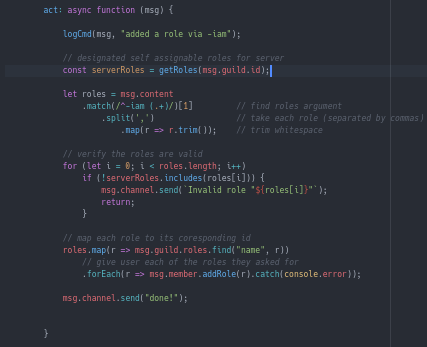 act: async function (msg) {
logCmd(msg, "added a role via ~iam");
// designated self assignable roles for server
const serverRoles = getRoles(msg.guild.id);
let roles = msg.content
.match(/^~iam (.+)/)[1] // find roles argument
.split(',') // take each role (separated by commas)
.map(r => r.trim()); // trim whitespace
// verify the roles are valid
for (let i = 0; i < roles.length; i++)
if (!serverRoles.includes(roles[i])) {
msg.channel.send(`Invalid role "${roles[i]}"`);
return;
}
// map each role to its coresponding id
roles.map(r => msg.guild.roles.find("name", r))
// give user each of the roles they asked for
.forEach(r => msg.member.addRole(r).catch(console.error));
msg.channel.send("done!");
}